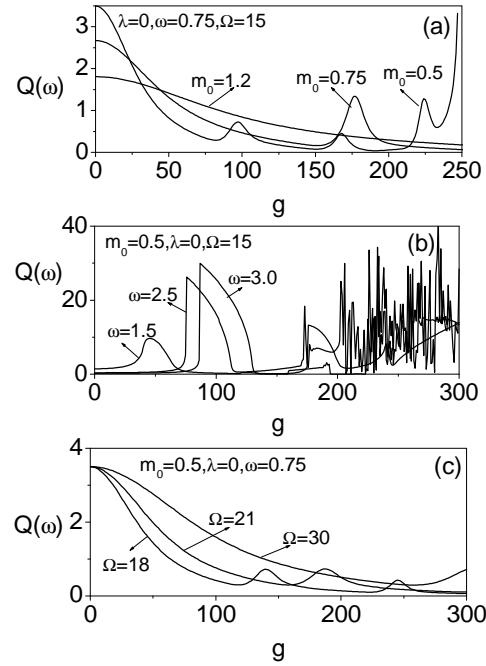 λ=0,ω=0.75,Ω=15
(a)
m₀=1.2
m₀=0.75
m₀=0.5
Q(ω)
3
2
1
0
0 50 100 150 200 250
g
m₀=0.5,λ=0,Ω=15
(b)
ω=2.5
ω=3.0
ω=1.5
Q(ω)
40
20
0
0 100 200 300
g
m₀=0.5,λ=0,ω=0.75
(c)
Ω=21
Ω=30
Ω=18
Q(ω)
4
2
0
0 100 200 300
g